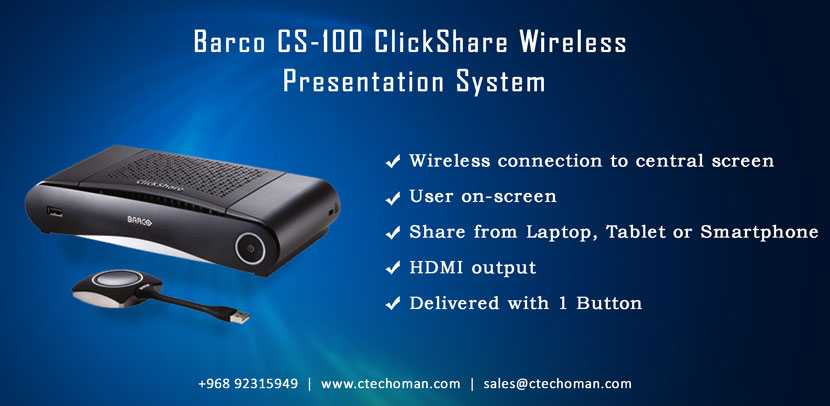 Barco CS-100 ClickShare Wireless
Presentation System
ClickShare
BARCO
Wireless connection to central screen
User on-screen
Share from Laptop, Tablet or Smartphone
HDMI output
Delivered with 1 Button
+968 92315949 | www.ctechoman.com | sales@ctechoman.com